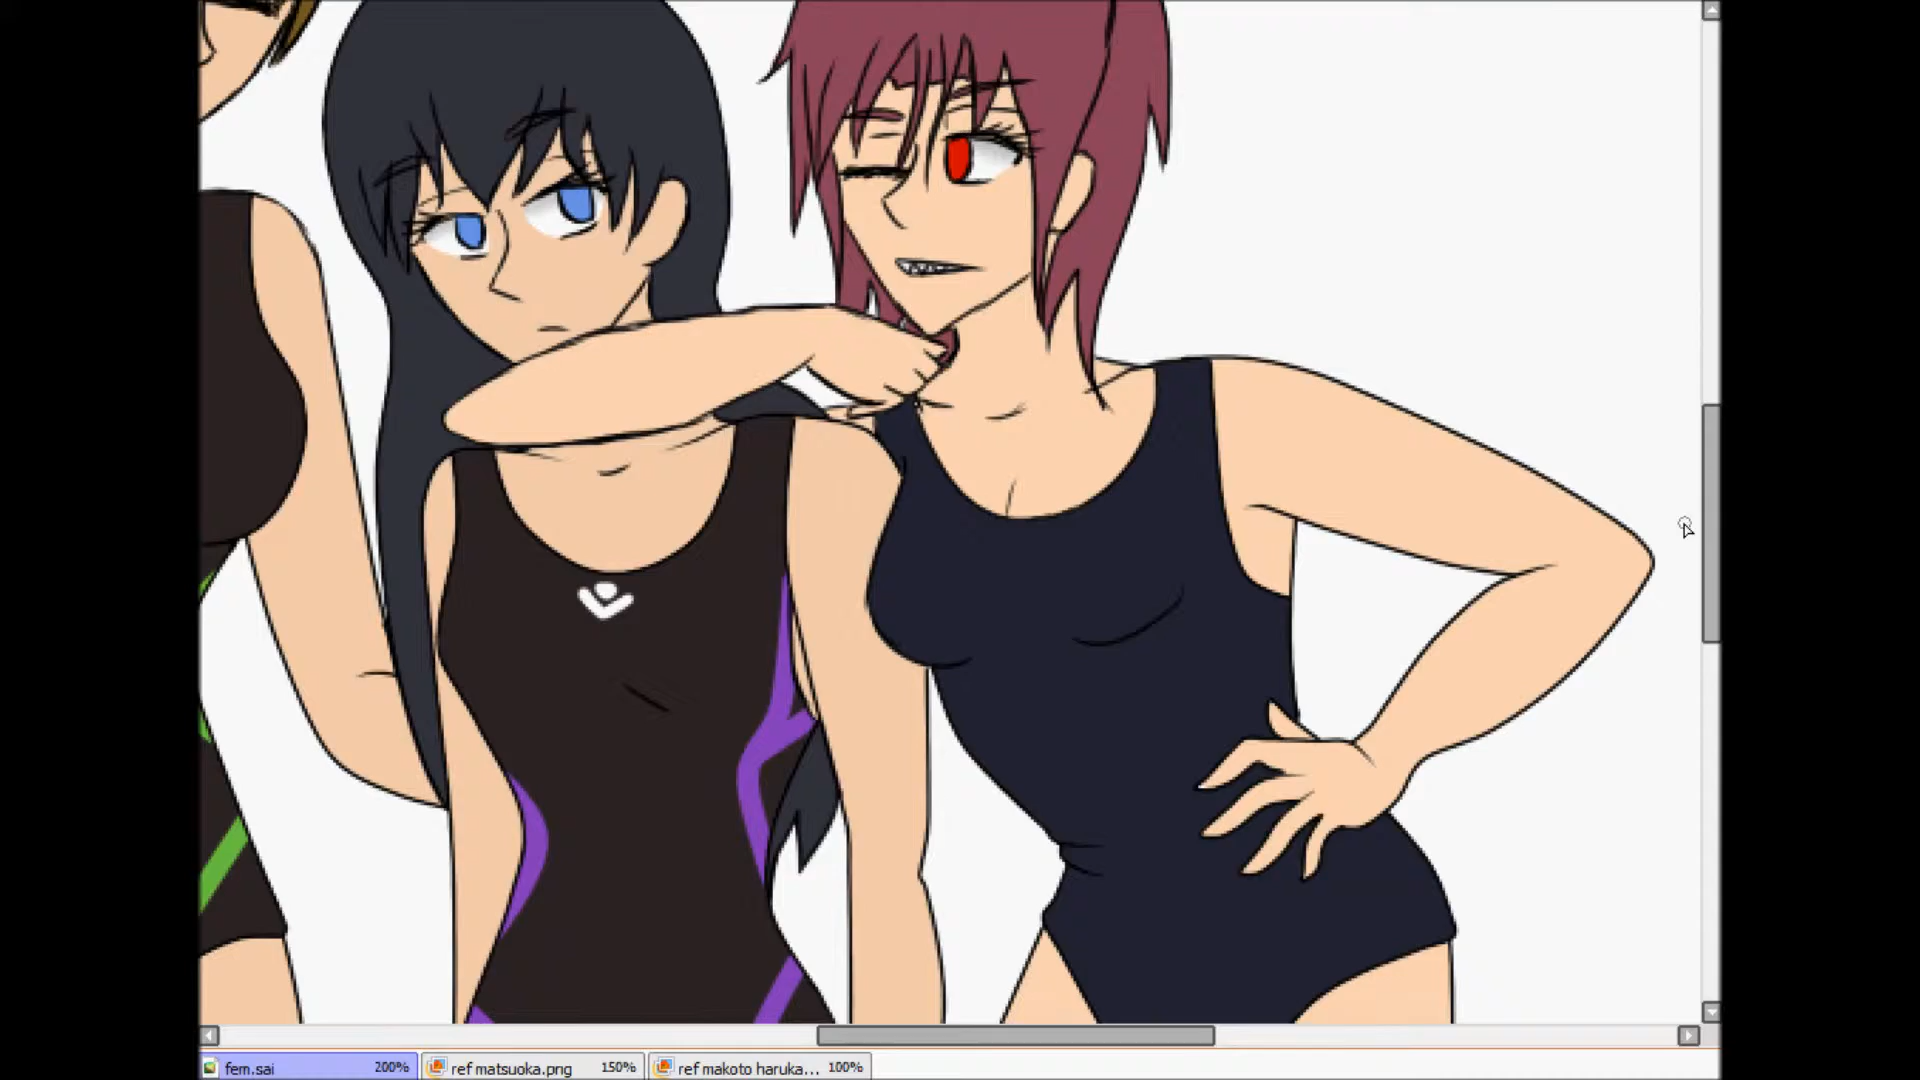 fem.sai 200%
ref matsuoka.png 150%
ref makoto haruka... 100%